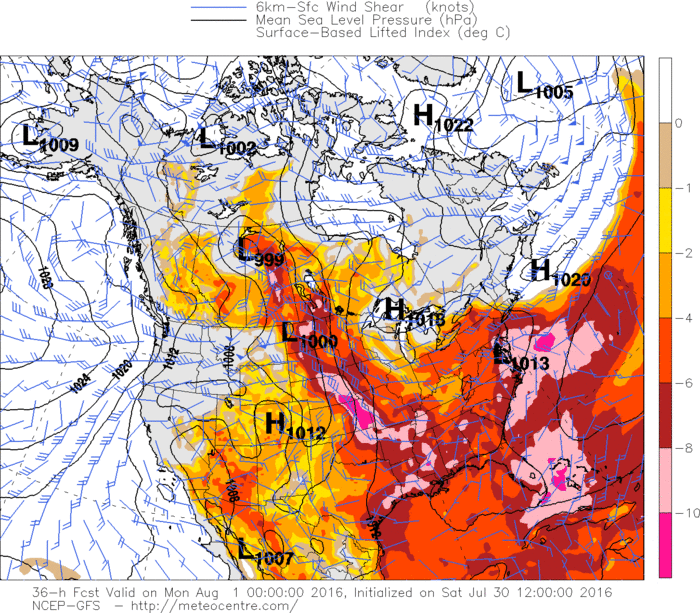 6km-Sfc Wind Shear (knots)
Mean Sea Level Pressure (hPa)
Surface-Based Lifted Index (deg C)
L1005
H1022
L1009
L1002
0
-1
-2
-4
-6
-8
-10
L999
H1020
1028
H1018
L1000
1013
1008
1012
1020
1024
H1012
1008
L1007
36-h Fcst Valid on Mon Aug 1 00:00:00 2016, Initialized on Sat Jul 30 12:00:00 2016
NCEP-GFS - http://meteocentre.com/